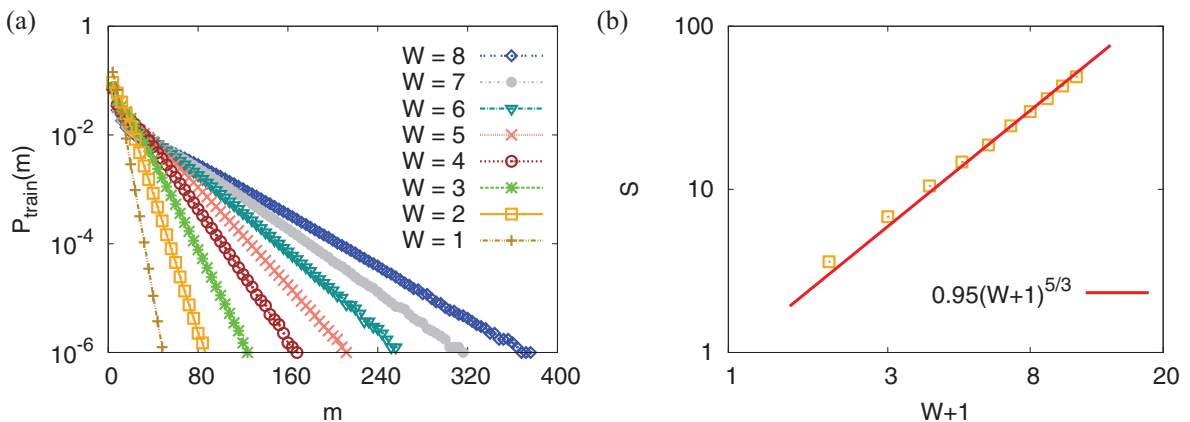 (a)
1
10^-2
10^-4
10^-6
P_train(m)
0 80 160 240 320 400
m
W = 8
W = 7
W = 6
W = 5
W = 4
W = 3
W = 2
W = 1
(b)
100
10
1
S
1 3 8 20
W+1
0.95(W+1)^5/3